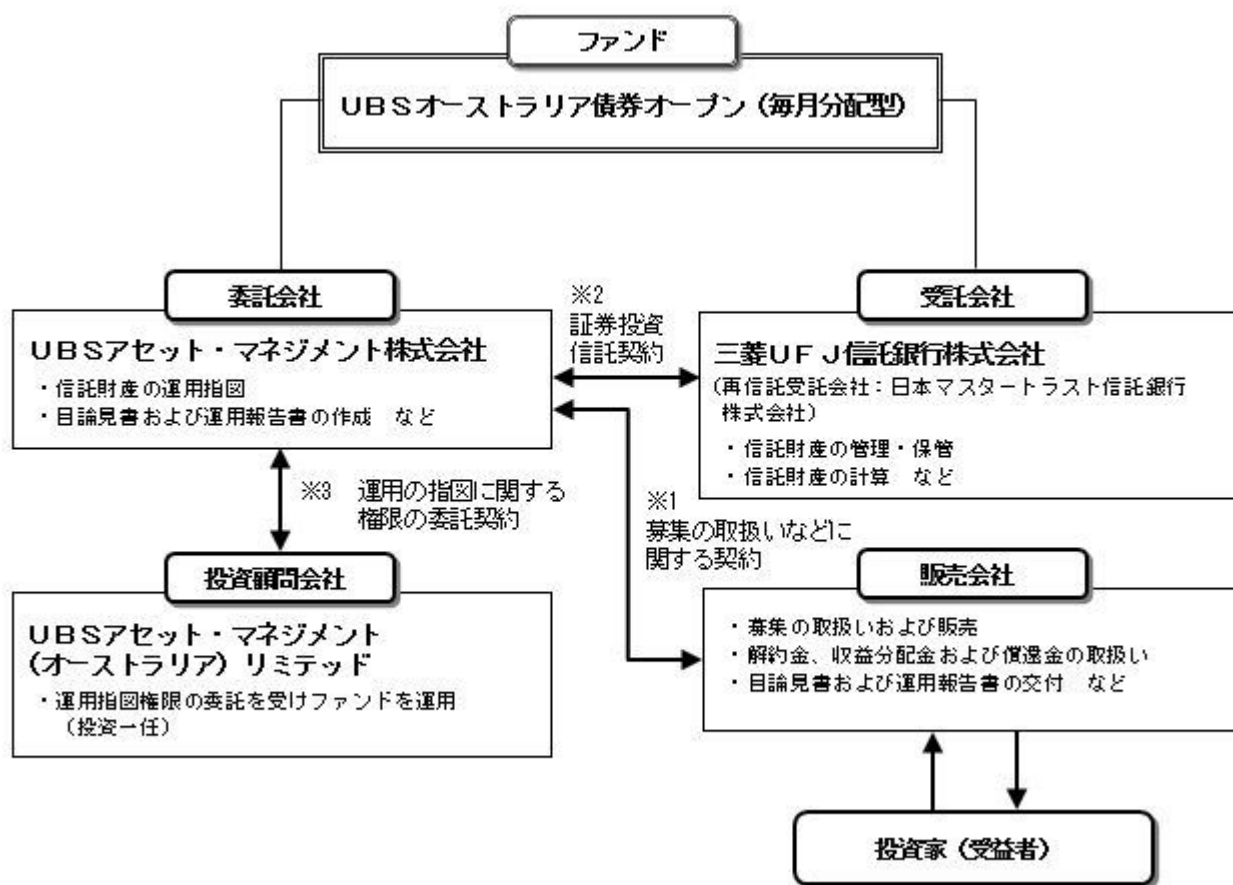 ファンド
UBSオーストラリア債券オープン(毎月分配型)
委託会社
UBSアセット・マネジメント株式会社
・信託財産の運用指図
・目論見書および運用報告書の作成 など
※2
証券投資
信託契約
受託会社
三菱UFJ信託銀行株式会社
(再信託受託会社:日本マスタートラスト信託銀行
株式会社)
・信託財産の管理・保管
・信託財産の計算 など
※3 運用の指図に関する
権限の委託契約
※1
募集の取扱いなどに
関する契約
投資顧問会社
UBSアセット・マネジメント
(オーストラリア)リミテッド
・運用指図権限の委託を受けファンドを運用
(投資一任)
販売会社
・募集の取扱いおよび販売
・解約金、収益分配金および償還金の取扱い
・目論見書および運用報告書の交付 など
投資家(受益者)